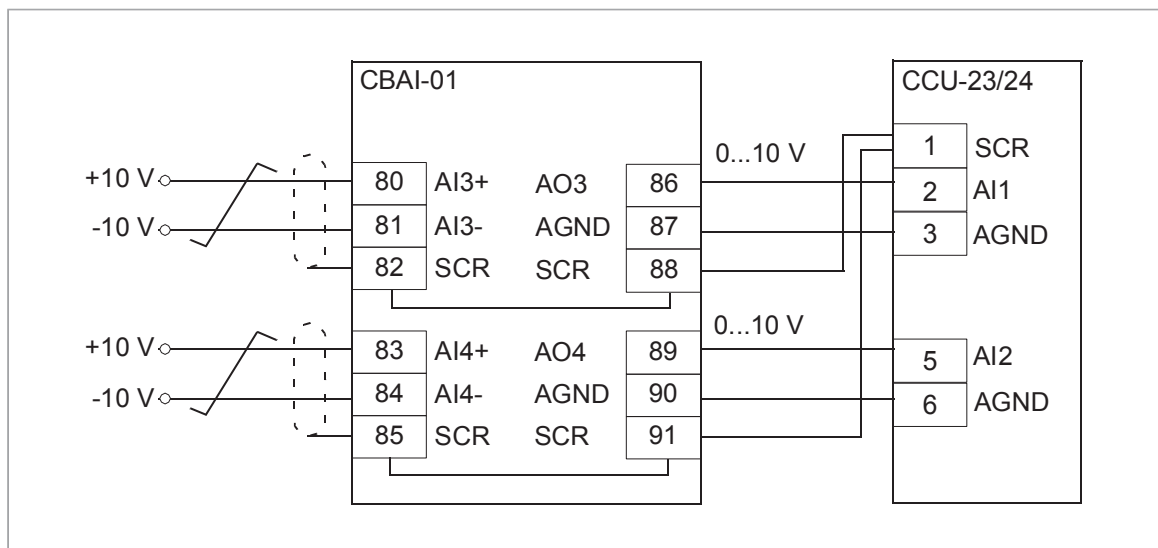 CBAI-01
CCU-23/24
0...10 V
1 SCR
+10 V 80 AI3+ AO3 86 2 AI1
-10 V 81 AI3- AGND 87 3 AGND
82 SCR SCR 88
0...10 V
+10 V 83 AI4+ AO4 89 5 AI2
-10 V 84 AI4- AGND 90 6 AGND
85 SCR SCR 91